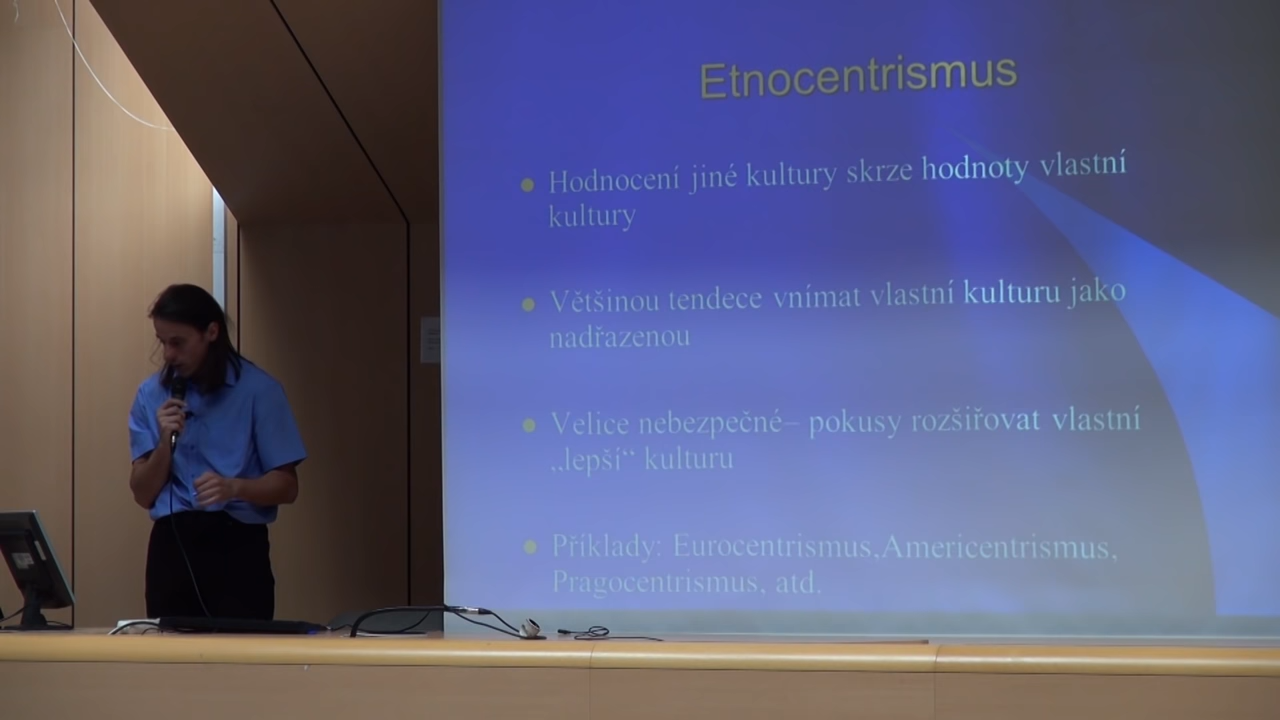 Etnocentrismus
Hodnocení jiné kultury skrze hodnoty vlastní
kultury
Většinou tendece vnímat vlastní kulturu jako
nadřazenou
Velice nebezpečné– pokusy rozšiřovat vlastní
„lepší“ kulturu
Příklady: Eurocentrismus,Americentrismus,
Pragocentrismus, atd.